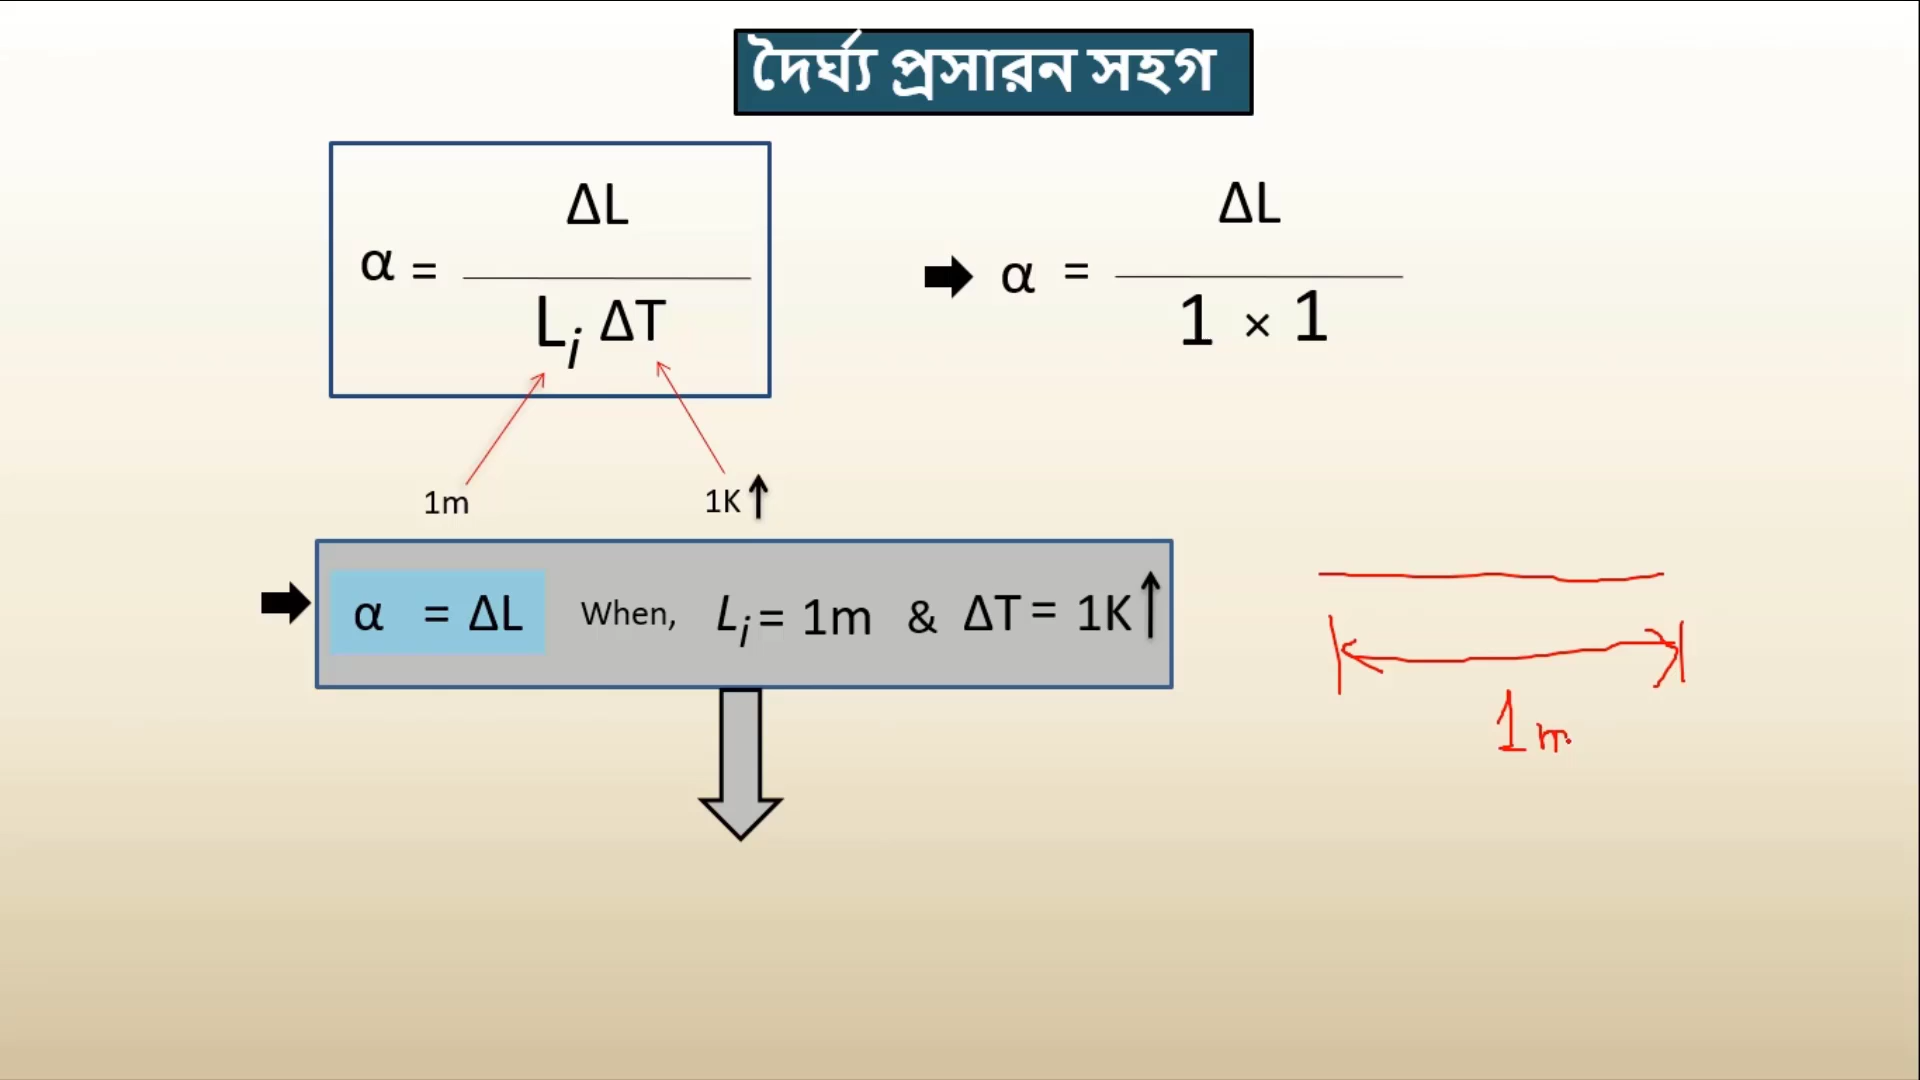 দৈর্ঘ্য প্রসারন সহগ
α = ΔL / Lᵢ ΔT
➡ α = ΔL / 1 × 1
1m 1K ↑
➡ α = ΔL When, Lᵢ = 1m & ΔT = 1K ↑
1m